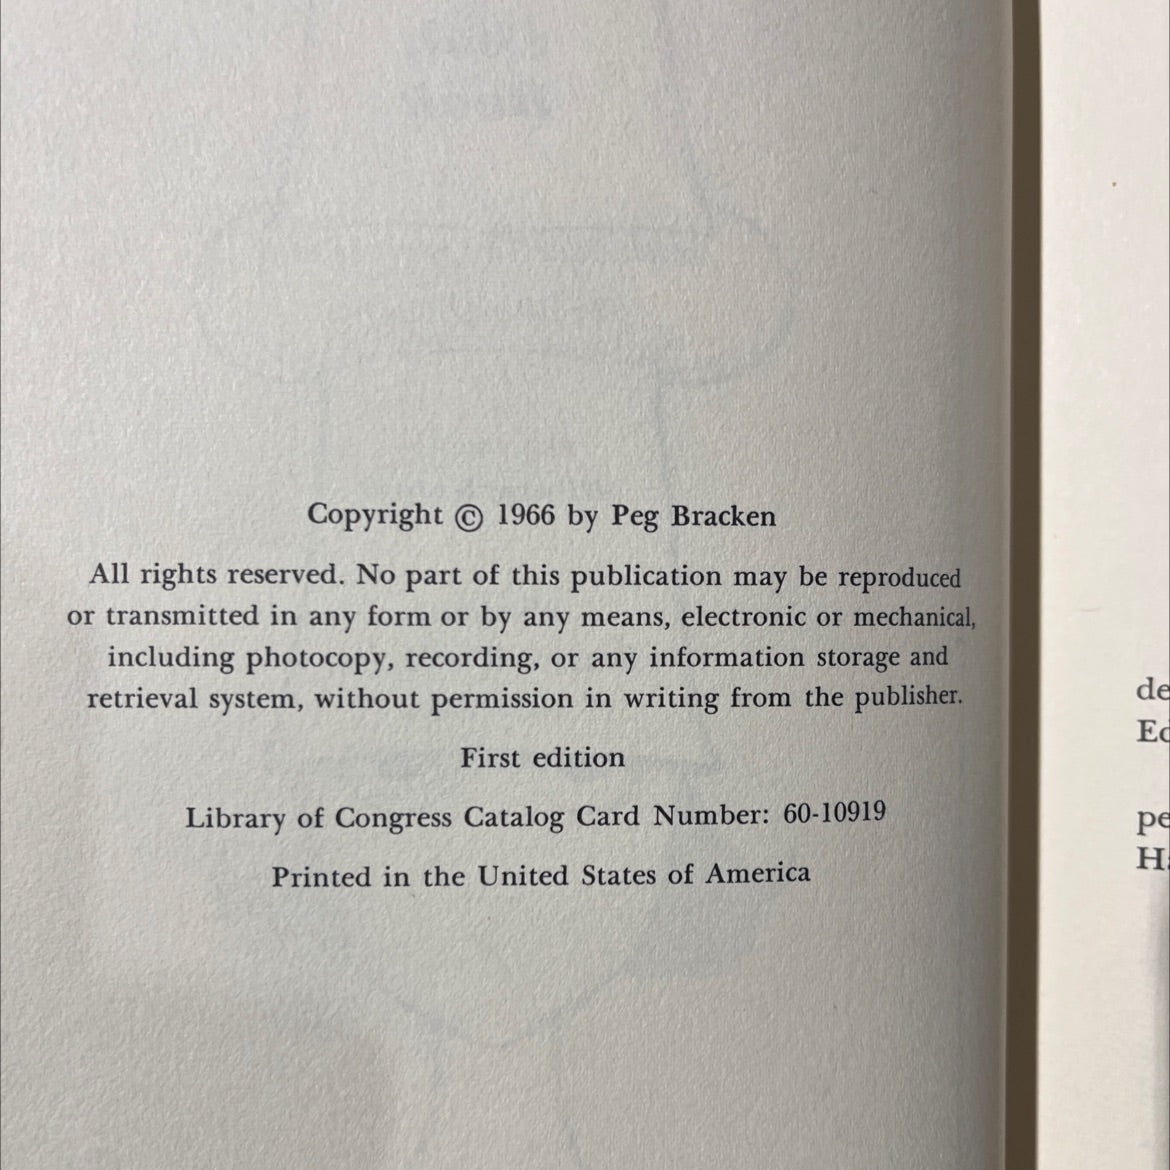 Copyright © 1966 by Peg Bracken
All rights reserved. No part of this publication may be reproduced
or transmitted in any form or by any means, electronic or mechanical,
including photocopy, recording, or any information storage and
retrieval system, without permission in writing from the publisher.
First edition
Library of Congress Catalog Card Number: 60-10919
Printed in the United States of America